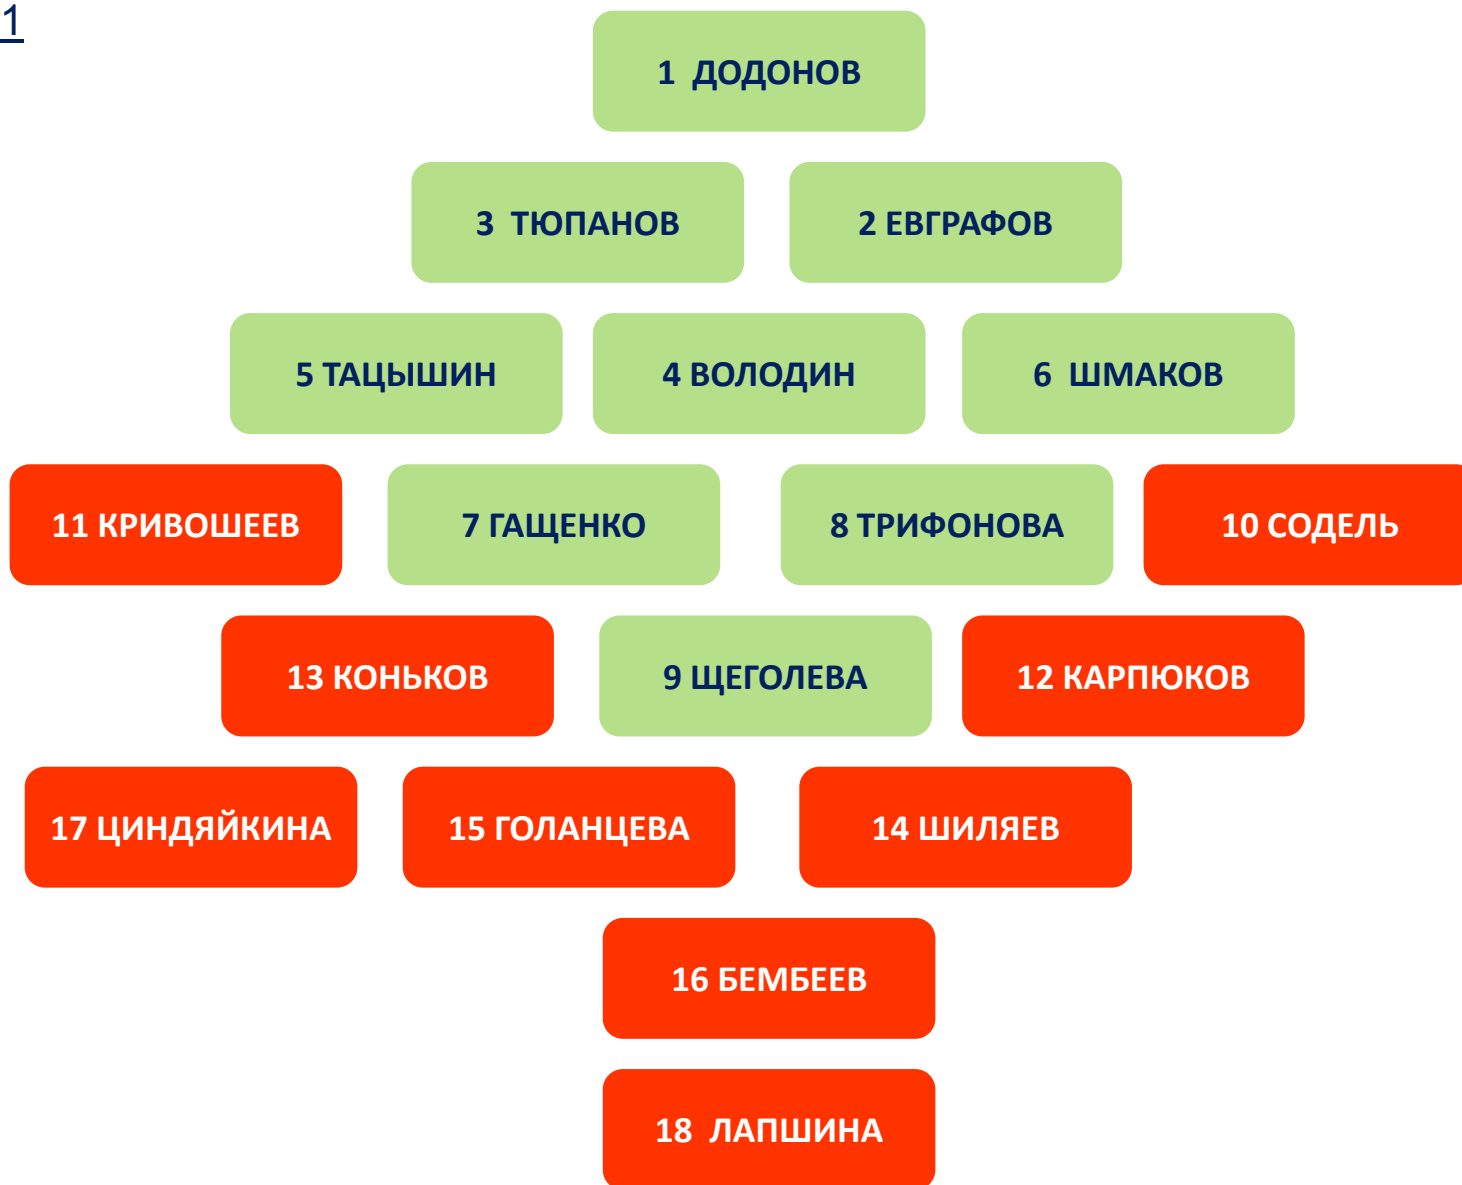 1
1 ДОДОНОВ
3 ТЮПАНОВ
2 ЕВГРАФОВ
5 ТАЦЫШИН
4 ВОЛОДИН
6 ШМАКОВ
11 КРИВОШЕЕВ
7 ГАЩЕНКО
8 ТРИФОНОВА
10 СОДЕЛЬ
13 КОНЬКОВ
9 ЩЕГОЛЕВА
12 КАРПЮКОВ
17 ЦИНДЯЙКИНА
15 ГОЛАНЦЕВА
14 ШИЛЯЕВ
16 БЕМБЕЕВ
18 ЛАПШИНА